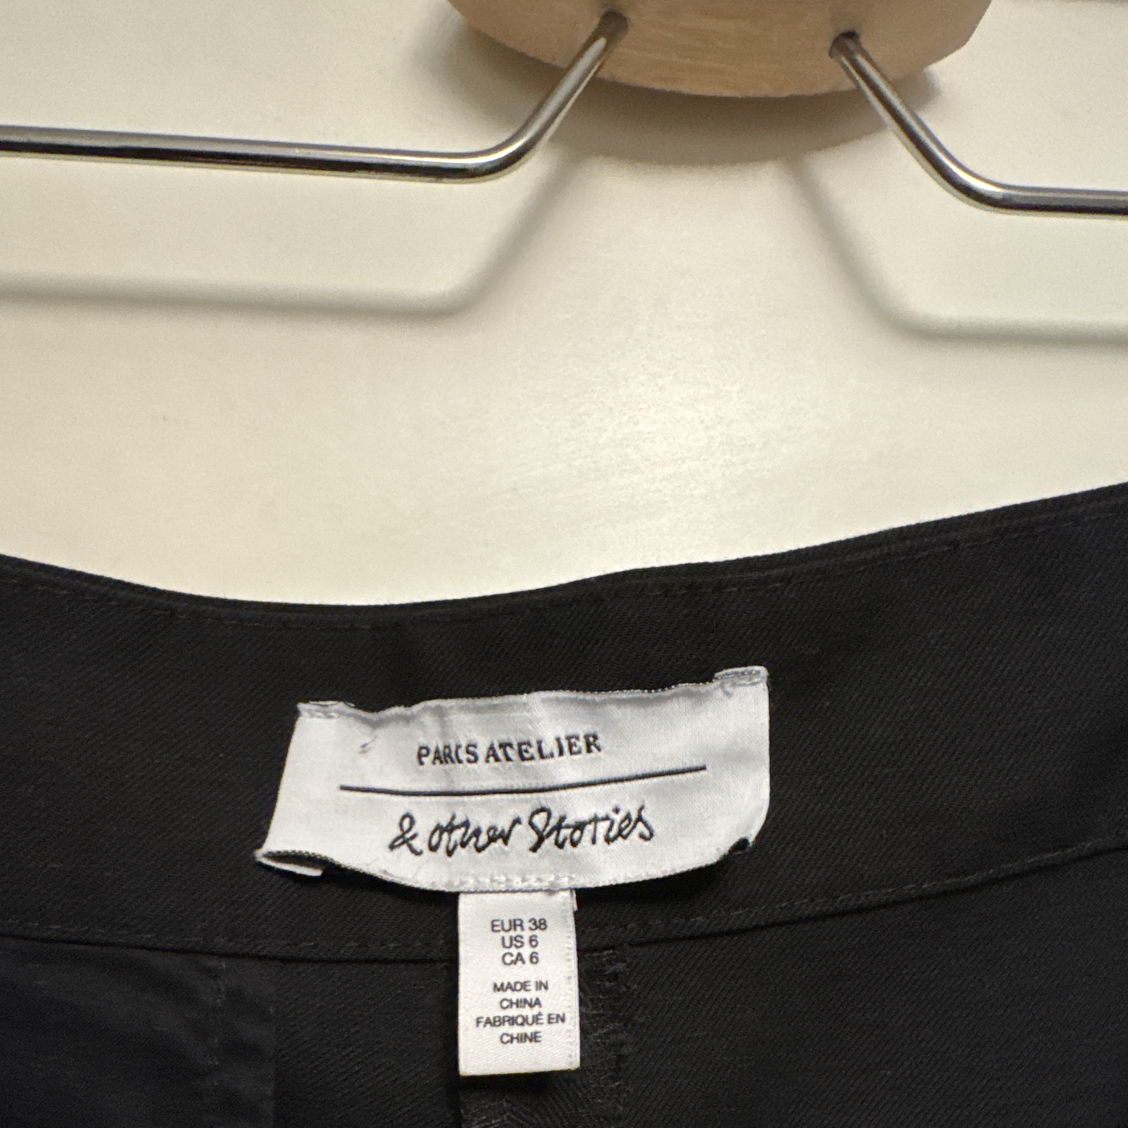 PARIS ATELIER
& other Stories
EUR 38
US 6
CA 6
MADE IN
CHINA
FABRIQUÉ EN
CHINE